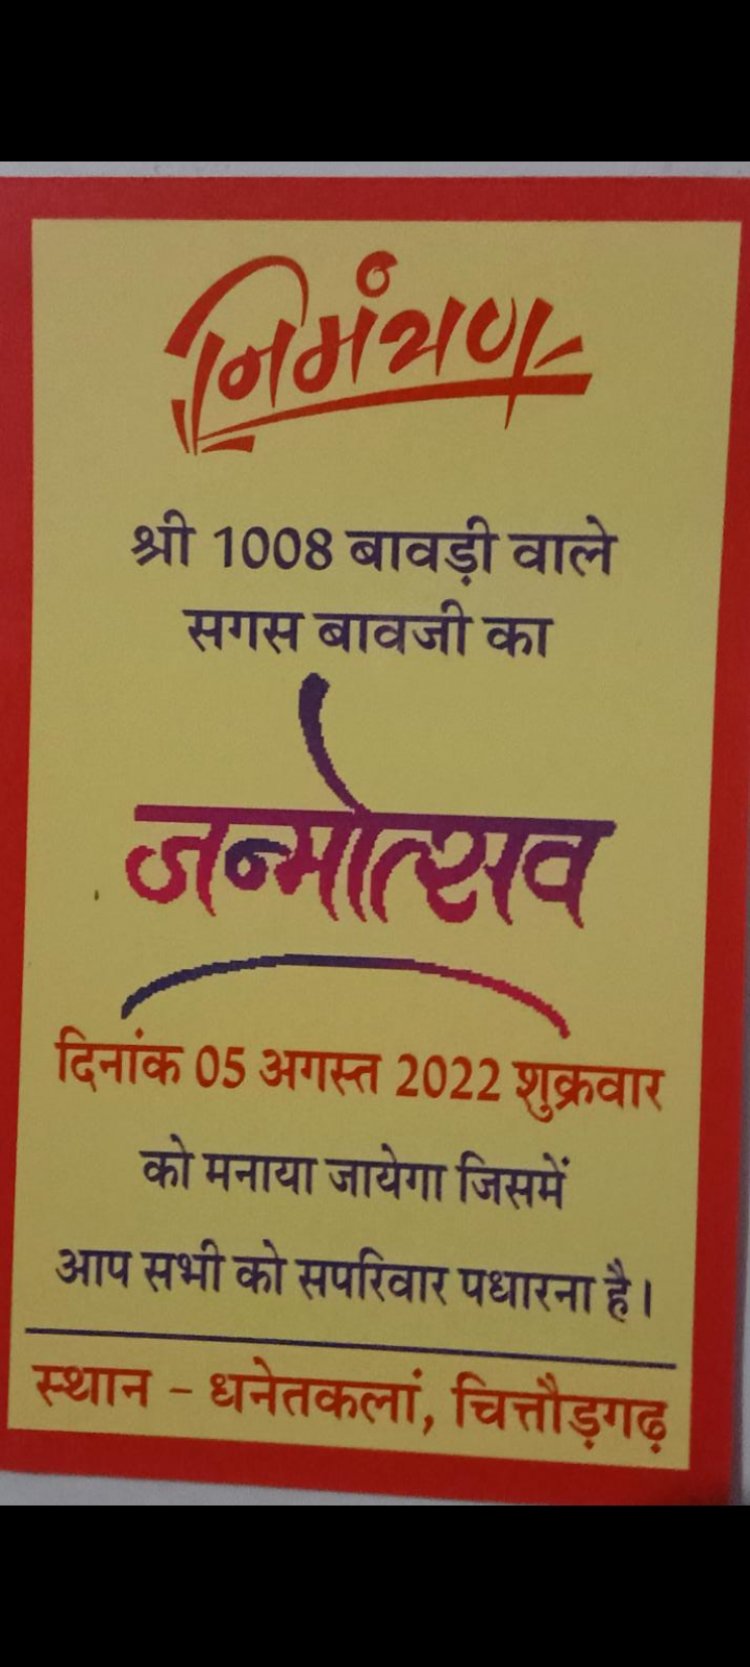 निमंत्रण
श्री 1008 बावड़ी वाले
सगस बावजी का
जन्मोत्सव
दिनांक 05 अगस्त 2022 शुक्रवार
को मनाया जायेगा जिसमें
आप सभी को सपरिवार पधारना है।
स्थान - धनेतकलां, चित्तौड़गढ़